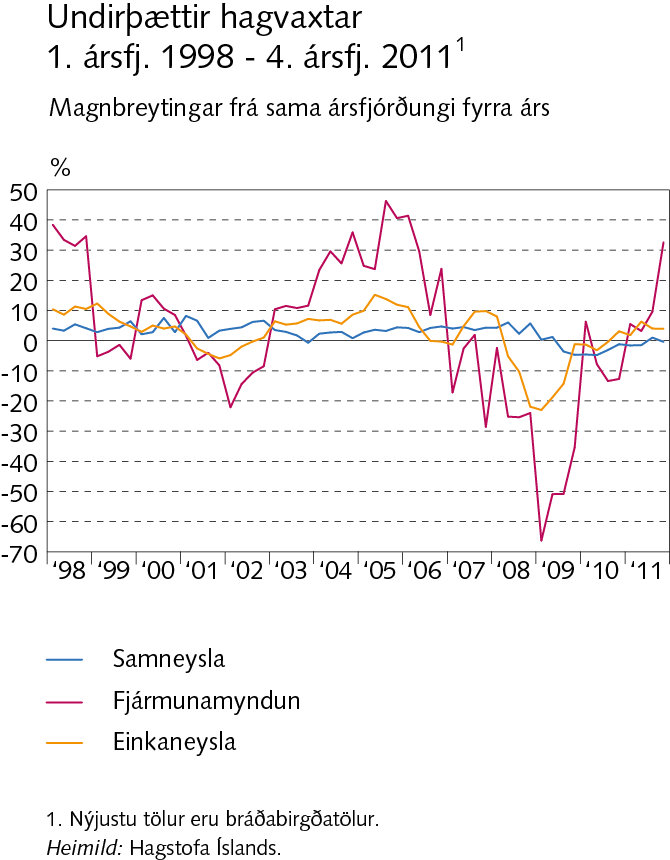 Undirþættir hagvaxtar
1. ársfj. 1998 - 4. ársfj. 2011¹
Magnbreytingar frá sama ársfjórðungi fyrra árs
%
50
40
30
20
10
0
-10
-20
-30
-40
-50
-60
-70
‘98 ‘99 ‘00 ‘01 ‘02 ‘03 ‘04 ‘05 ‘06 ‘07 ‘08 ‘09 ‘10 ‘11
Samneysla
Fjármunamyndun
Einkaneysla
1. Nýjustu tölur eru bráðabirgðatölur.
Heimild: Hagstofa Íslands.